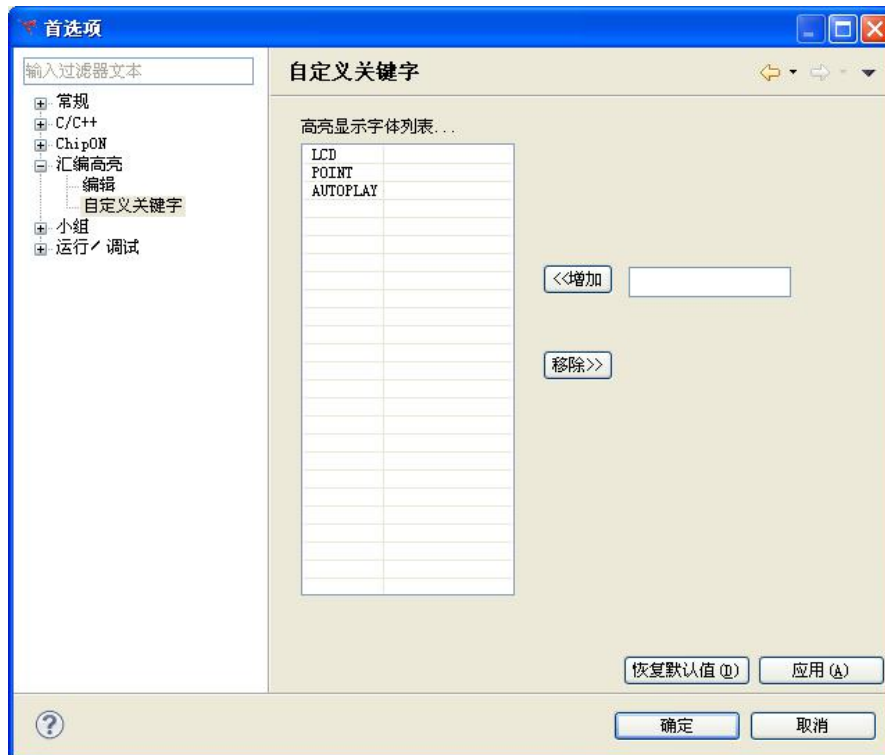 首选项
输入过滤器文本
常规
C/C++
ChipON
汇编高亮
编辑
自定义关键字
小组
运行/调试
自定义关键字
高亮显示字体列表...
LCD
POINT
AUTOPLAY
<<增加
移除>>
恢复默认值(D)
应用(A)
?
确定
取消